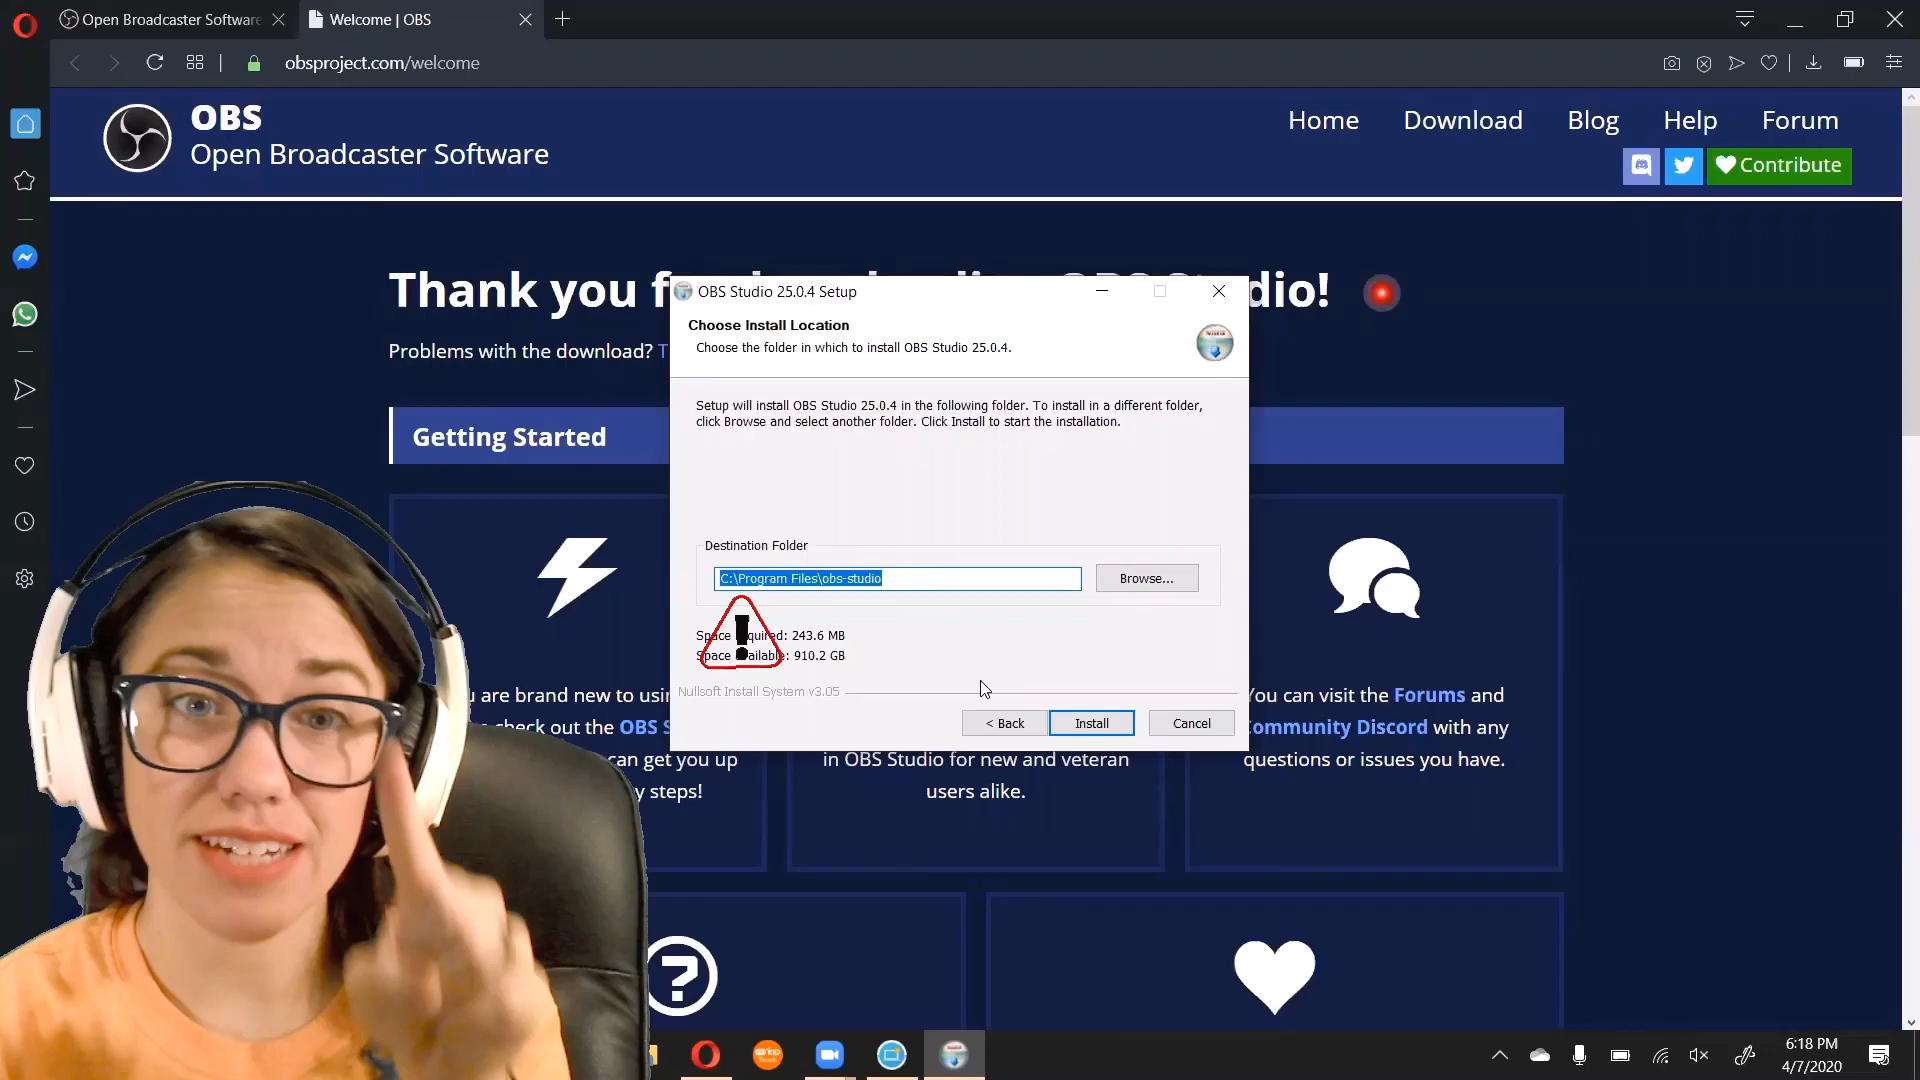 Open Broadcaster Software
Welcome | OBS
obsproject.com/welcome
OBS
Open Broadcaster Software
Home
Download
Blog
Help
Forum
Contribute
Thank you f
dio!
Problems with the download? T
Getting Started
OBS Studio 25.0.4 Setup
Choose Install Location
Choose the folder in which to install OBS Studio 25.0.4.
Setup will install OBS Studio 25.0.4 in the following folder. To install in a different folder,
click Browse and select another folder. Click Install to start the installation.
Destination Folder
C:\Program Files\obs-studio
Browse...
Space quired: 243.6 MB
Space ailable: 910.2 GB
Nullsoft Install System v3.05
< Back
Install
Cancel
are brand new to usin
check out the OBS S
can get you up
y steps!
in OBS Studio for new and veteran
users alike.
You can visit the Forums and
ommunity Discord with any
questions or issues you have.
6:18 PM
4/7/2020